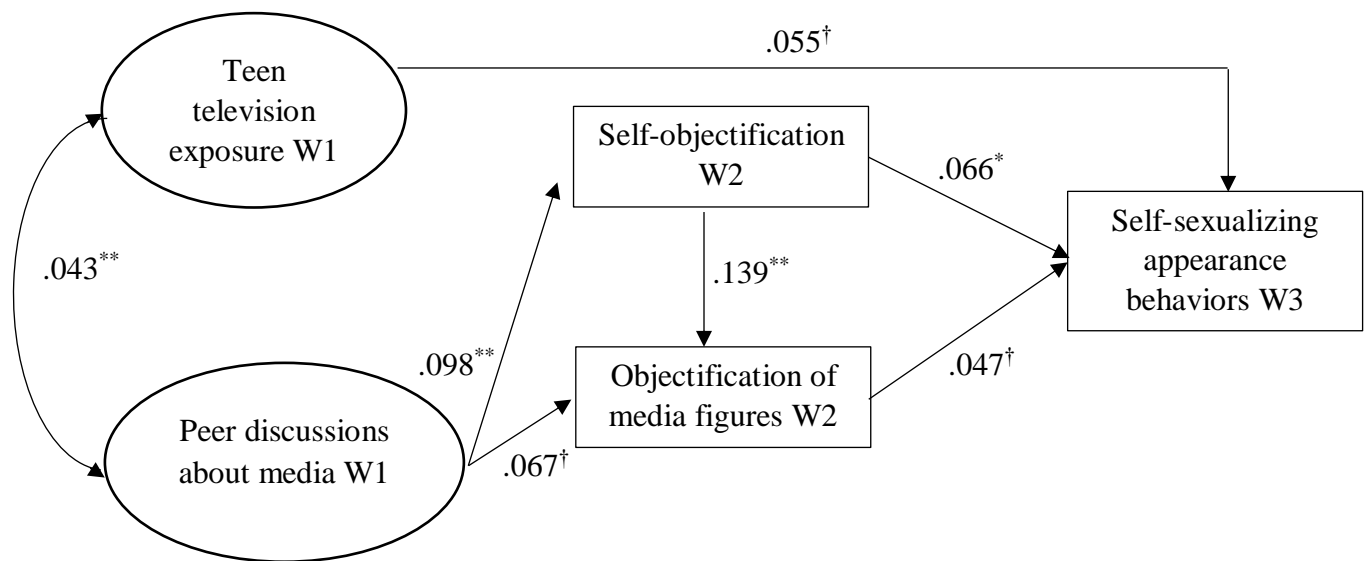 .055†
Teen
television
exposure W1
Self-objectification
W2
.066*
Self-sexualizing
appearance
behaviors W3
.043**
.139**
.098**
Objectification of
media figures W2
.047†
Peer discussions
about media W1
.067†